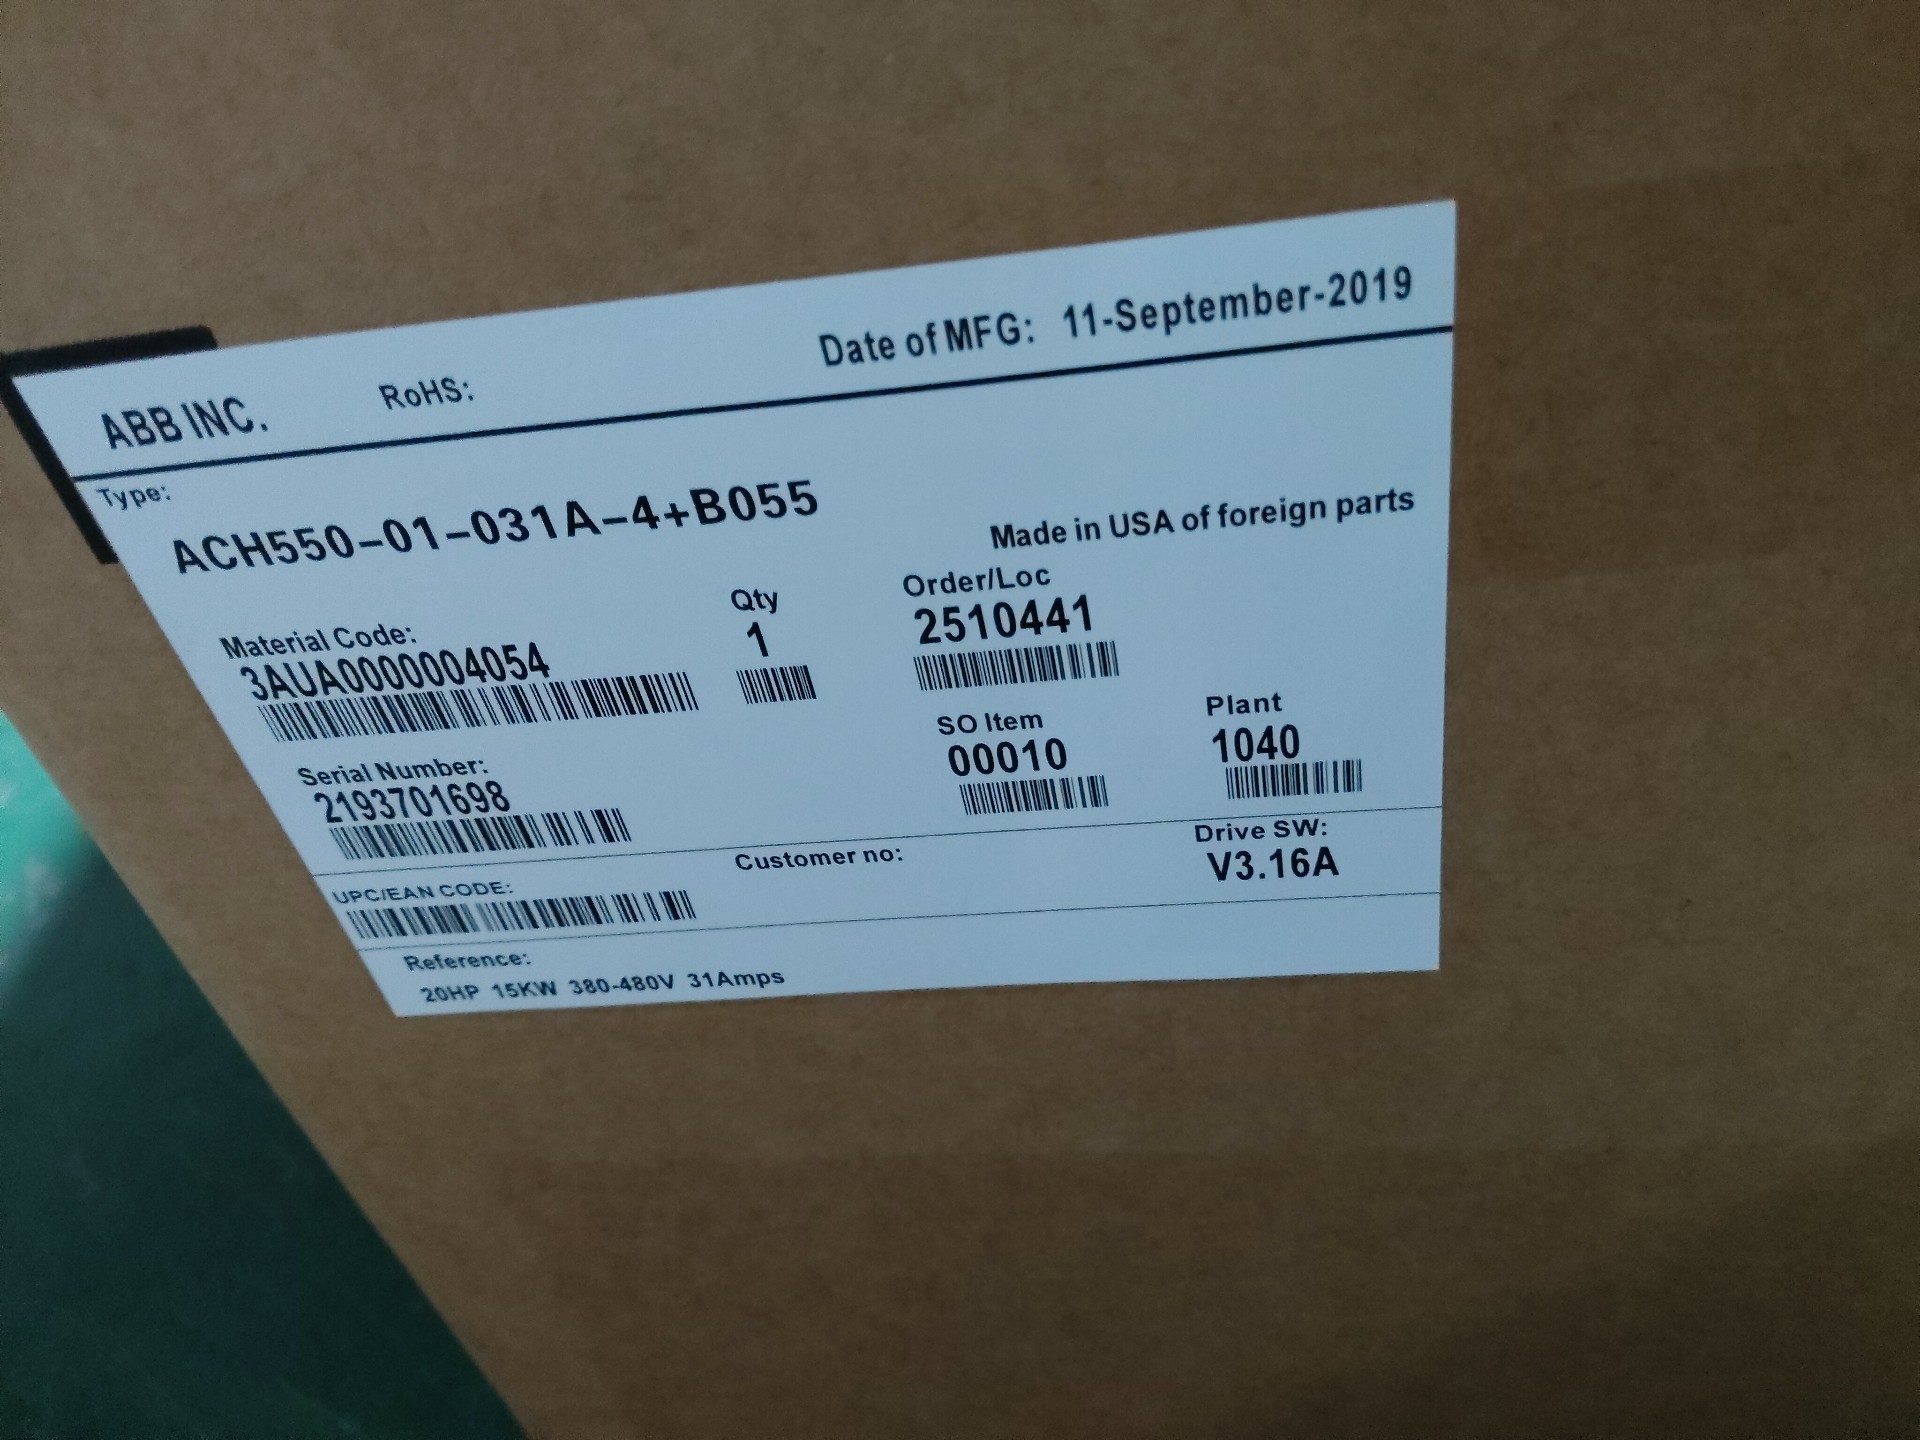 ABB INC. RoHS: Date of MFG: 11-September-2019
Type:
ACH550-01-031A-4+B055
Made in USA of foreign parts
Material Code: Qty Order/Loc
3AUA0000004054 1 2510441
Serial Number: SO Item Plant
2193701698 00010 1040
UPC/EAN CODE: Customer no: Drive SW:
V3.16A
Reference:
20HP 15KW 380-480V 31Amps